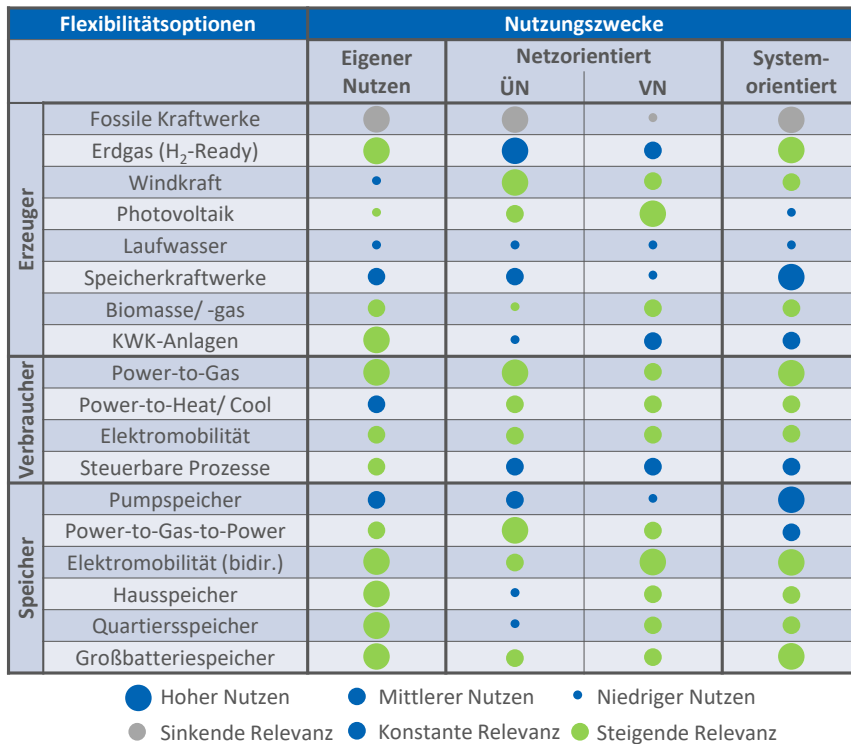 Flexibilitätsoptionen Nutzungszwecke
Eigener Nutzen Netzorientiert System-orientiert
ÜN VN
Erzeuger
Fossile Kraftwerke
Erdgas (H₂-Ready)
Windkraft
Photovoltaik
Laufwasser
Speicherkraftwerke
Biomasse/ -gas
KWK-Anlagen
Verbraucher
Power-to-Gas
Power-to-Heat/ Cool
Elektromobilität
Steuerbare Prozesse
Speicher
Pumpspeicher
Power-to-Gas-to-Power
Elektromobilität (bidir.)
Hausspeicher
Quartiersspeicher
Großbatteriespeicher
Hoher Nutzen Mittlerer Nutzen Niedriger Nutzen
Sinkende Relevanz Konstante Relevanz Steigende Relevanz